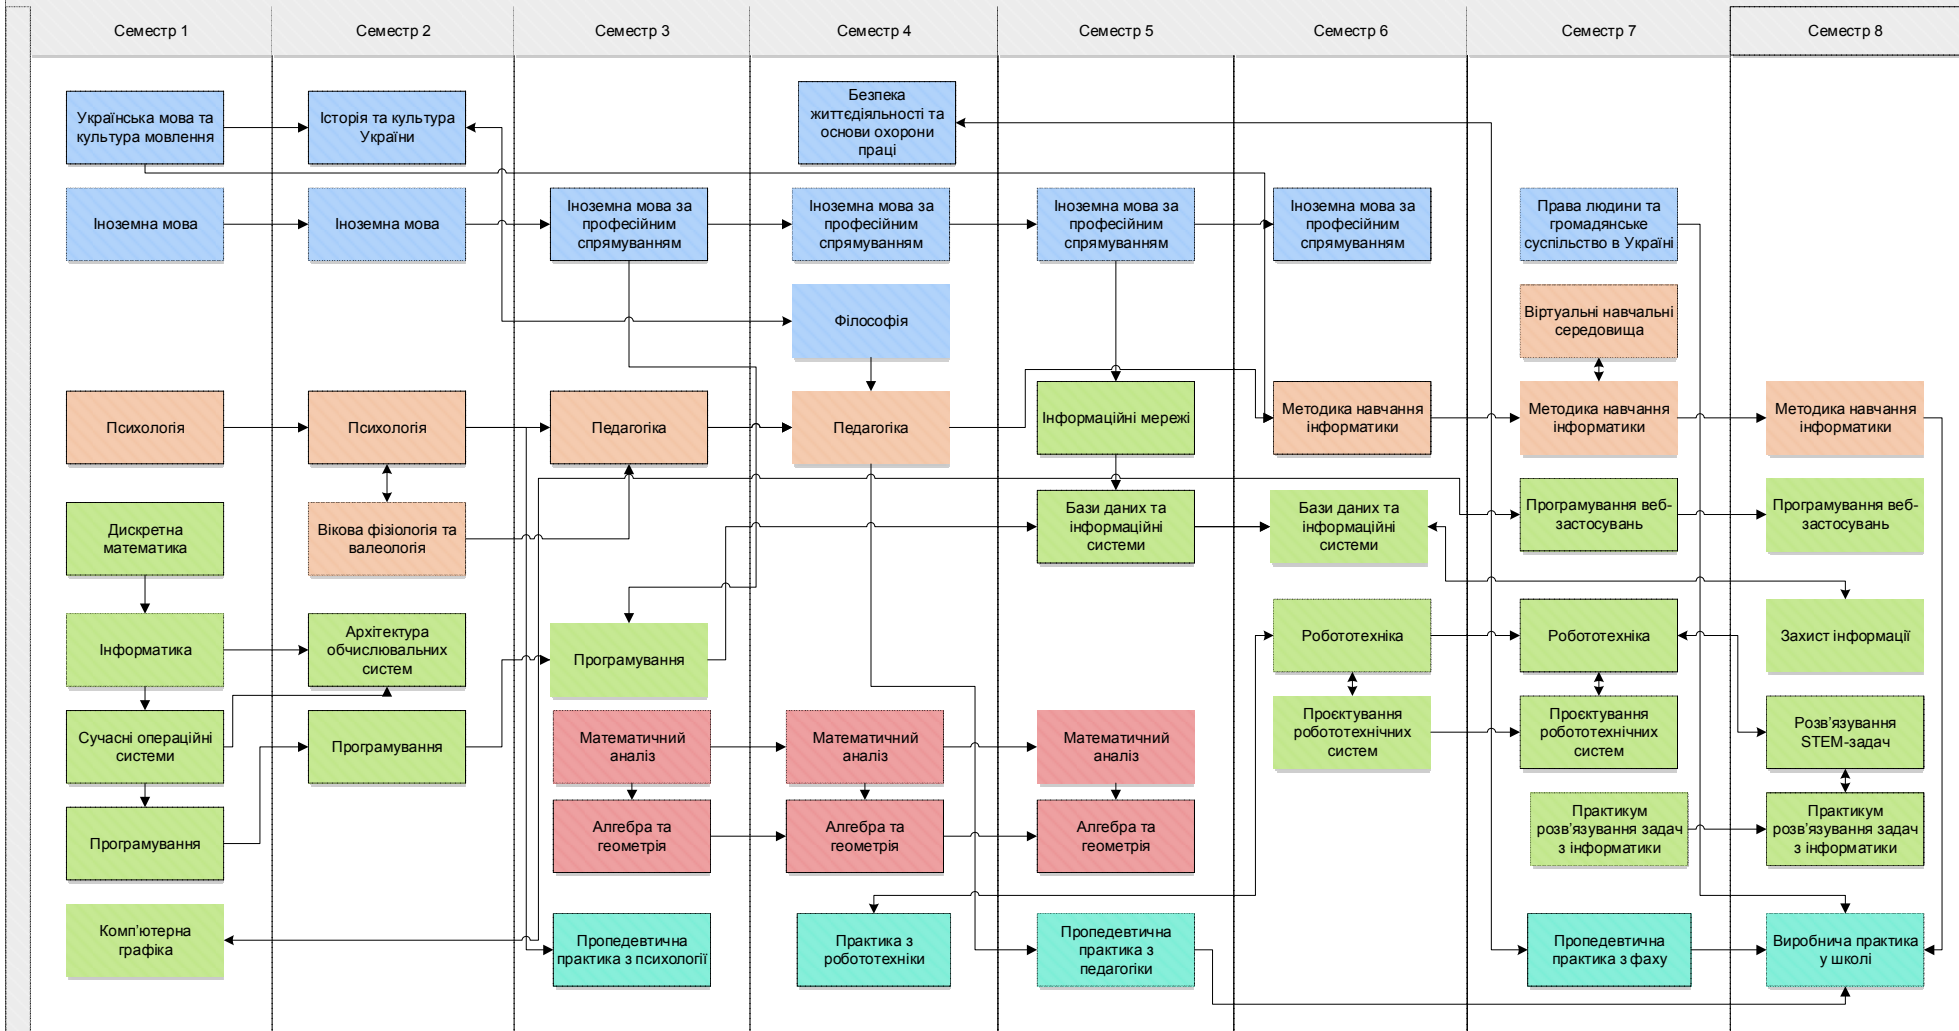 Семестр 1
Семестр 2
Семестр 3
Семестр 4
Семестр 5
Семестр 6
Семестр 7
Семестр 8
Українська мова та
культура мовлення
Історія та культура
України
Безпека
життєдіяльності та
основи охорони
праці
Іноземна мова
Іноземна мова
Іноземна мова за
професійним
спрямуванням
Іноземна мова за
професійним
спрямуванням
Іноземна мова за
професійним
спрямуванням
Іноземна мова за
професійним
спрямуванням
Права людини та
громадянське
суспільство в Україні
Філософія
Віртуальні навчальні
середовища
Психологія
Психологія
Педагогіка
Педагогіка
Інформаційні мережі
Методика навчання
інформатики
Методика навчання
інформатики
Методика навчання
інформатики
Дискретна
математика
Вікова фізіологія та
валеологія
Бази даних та
інформаційні
системи
Бази даних та
інформаційні
системи
Програмування веб-
застосувань
Програмування веб-
застосувань
Інформатика
Архітектура
обчислювальних
систем
Програмування
Робототехніка
Робототехніка
Захист інформації
Сучасні операційні
системи
Програмування
Математичний
аналіз
Математичний
аналіз
Математичний
аналіз
Проєктування
робототехнічних
систем
Проєктування
робототехнічних
систем
Розв’язування
STEM-задач
Програмування
Алгебра та
геометрія
Алгебра та
геометрія
Алгебра та
геометрія
Практикум
розв’язування задач
з інформатики
Практикум
розв’язування задач
з інформатики
Комп’ютерна
графіка
Пропедевтична
практика з психології
Практика з
робототехніки
Пропедевтична
практика з
педагогіки
Пропедевтична
практика з фаху
Виробнича практика
у школі